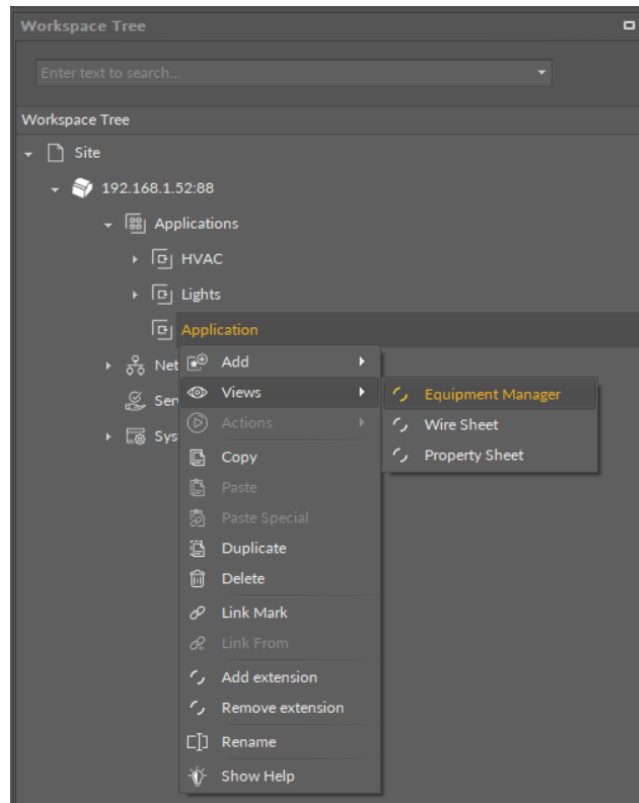 Workspace Tree
Enter text to search...
Workspace Tree
Site
192.168.1.52:88
Applications
HVAC
Lights
Application
Net
Add
Ser
Views
Equipment Manager
Sys
Actions
Wire Sheet
Copy
Property Sheet
Paste
Paste Special
Duplicate
Delete
Link Mark
Link From
Add extension
Remove extension
Rename
Show Help